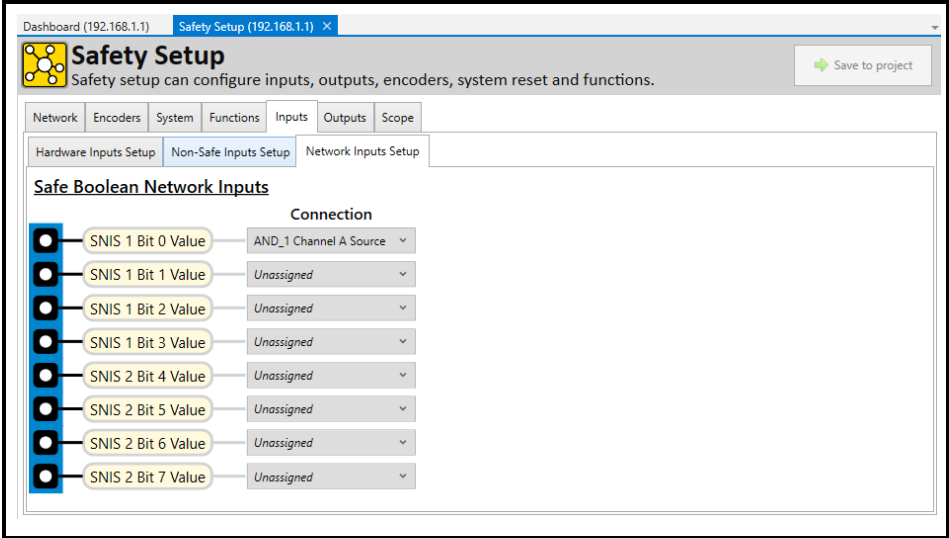 Dashboard (192.168.1.1) Safety Setup (192.168.1.1) ×
Safety Setup
Safety setup can configure inputs, outputs, encoders, system reset and functions.
Save to project
Network Encoders System Functions Inputs Outputs Scope
Hardware Inputs Setup Non-Safe Inputs Setup Network Inputs Setup
Safe Boolean Network Inputs
Connection
SNIS 1 Bit 0 Value AND_1 Channel A Source
SNIS 1 Bit 1 Value Unassigned
SNIS 1 Bit 2 Value Unassigned
SNIS 1 Bit 3 Value Unassigned
SNIS 2 Bit 4 Value Unassigned
SNIS 2 Bit 5 Value Unassigned
SNIS 2 Bit 6 Value Unassigned
SNIS 2 Bit 7 Value Unassigned